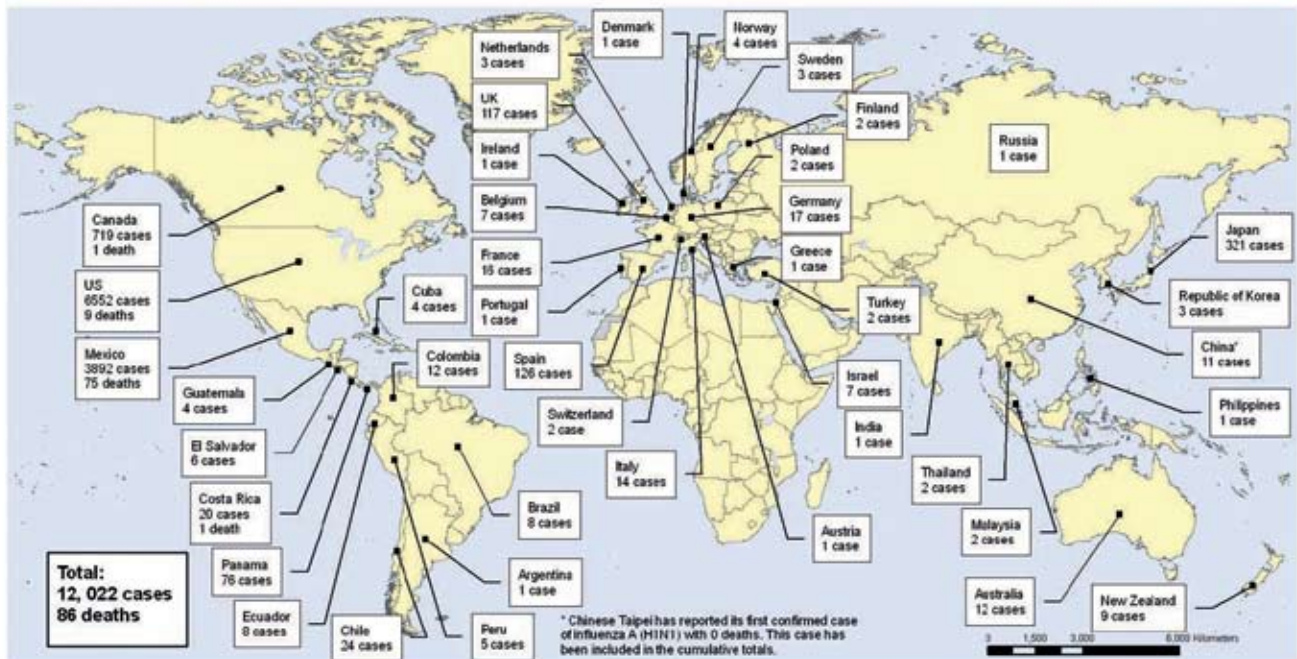 Denmark
1 case
Norway
4 cases
Netherlands
3 cases
Sweden
3 cases
UK
117 cases
Finland
2 cases
Ireland
1 case
Poland
2 cases
Russia
1 case
Belgium
7 cases
Germany
17 cases
Canada
719 cases
1 death
France
16 cases
Greece
1 case
Japan
321 cases
US
6552 cases
9 deaths
Cuba
4 cases
Portugal
1 case
Turkey
2 cases
Republic of Korea
3 cases
Mexico
3892 cases
75 deaths
Colombia
12 cases
Spain
126 cases
Israel
7 cases
China*
11 cases
Guatemala
4 cases
Switzerland
2 case
India
1 case
Philippines
1 case
El Salvador
6 cases
Italy
14 cases
Thailand
2 cases
Costa Rica
20 cases
1 death
Brazil
8 cases
Austria
1 case
Malaysia
2 cases
Total:
12, 022 cases
86 deaths
Panama
76 cases
Argentina
1 case
Australia
12 cases
New Zealand
9 cases
Ecuador
8 cases
Chile
24 cases
Peru
5 cases
* Chinese Taipei has reported its first confirmed case
of influenza A (H1N1) with 0 deaths. This case has
been included in the cumulative totals.
0 1,500 3,000 6,000 Kilometers